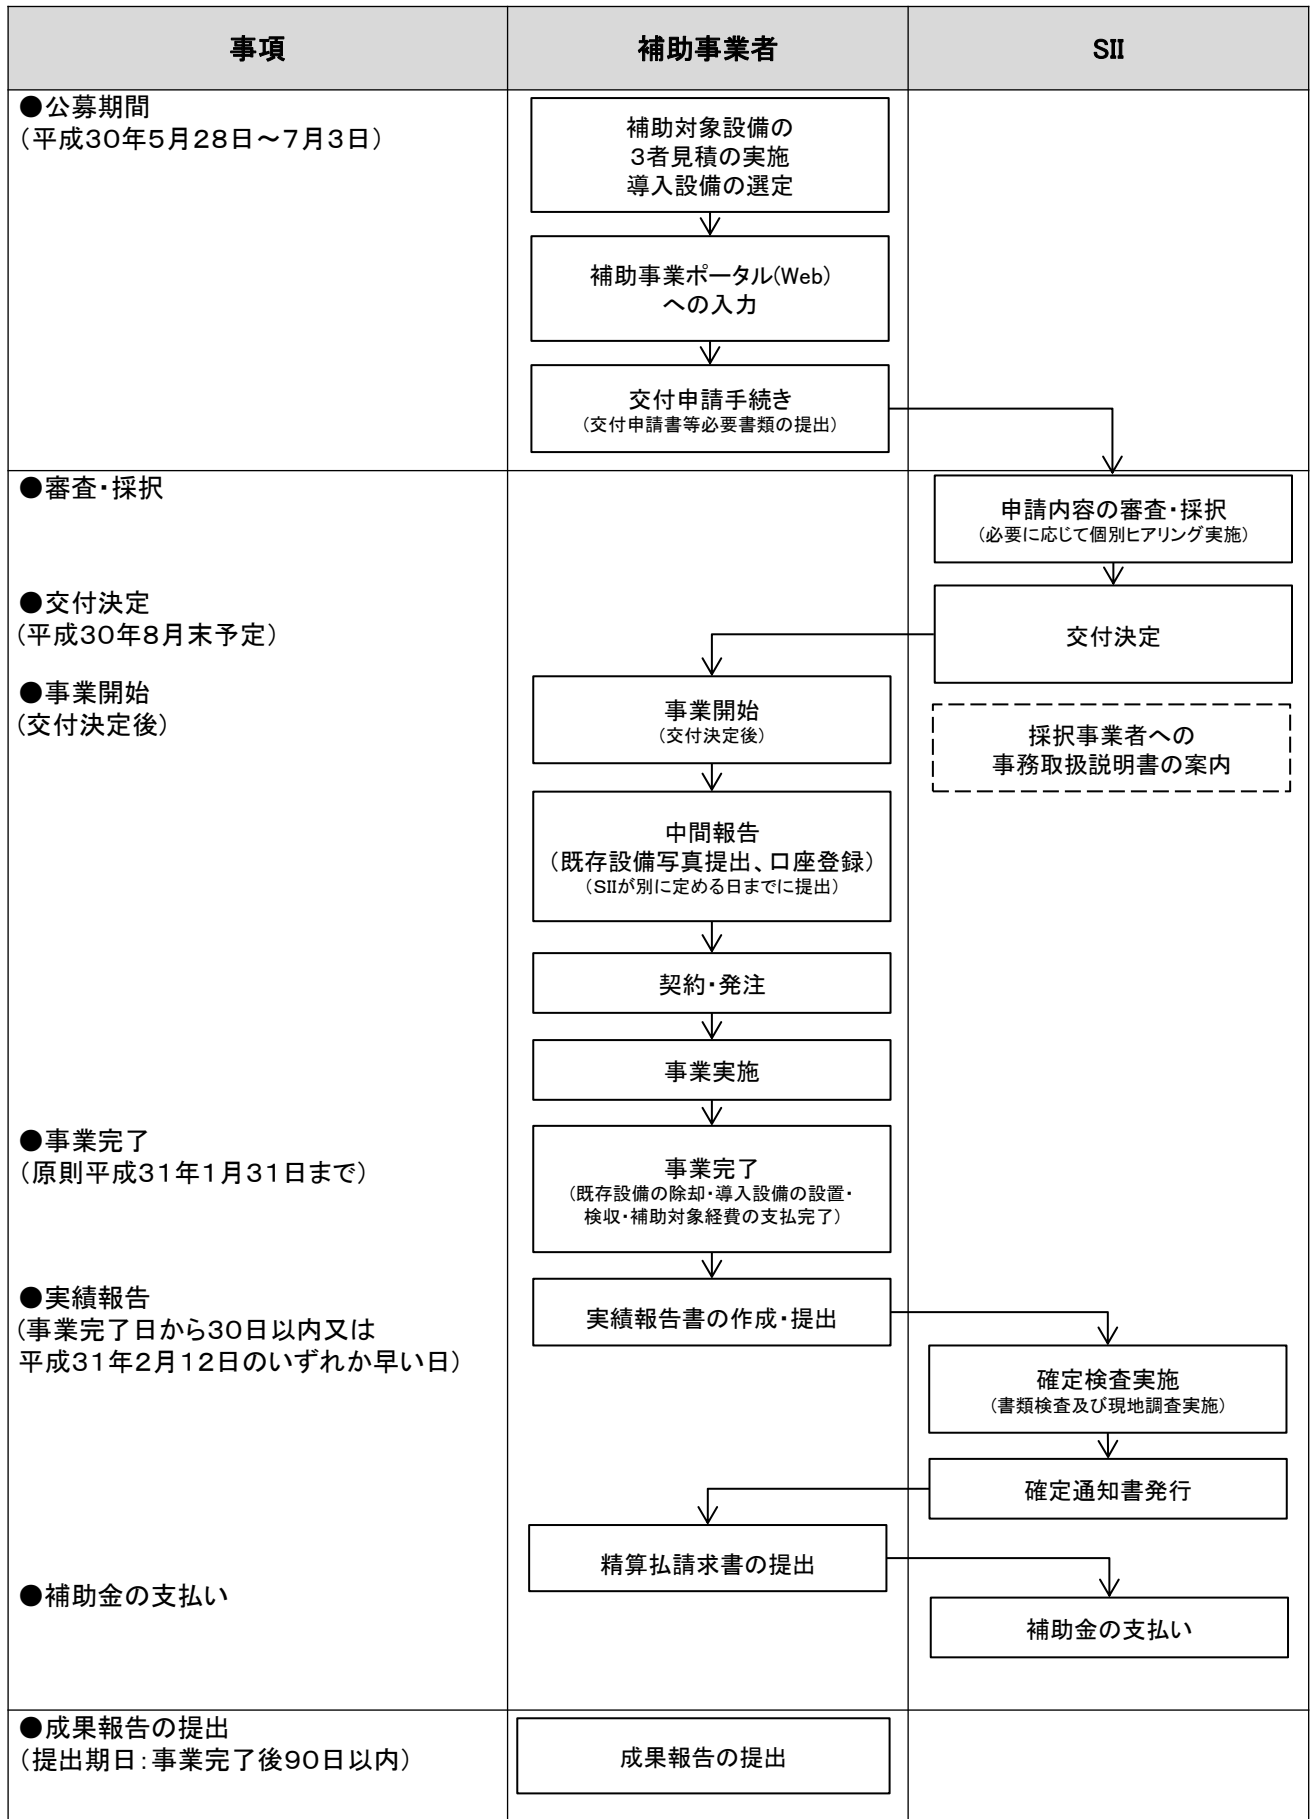 事項
補助事業者
SII
●公募期間
(平成30年5月28日～7月3日)
補助対象設備の
3者見積の実施
導入設備の選定
補助事業ポータル(Web)
への入力
交付申請手続き
(交付申請書等必要書類の提出)
●審査・採択
申請内容の審査・採択
(必要に応じて個別ヒアリング実施)
●交付決定
(平成30年8月末予定)
交付決定
●事業開始
(交付決定後)
事業開始
(交付決定後)
採択事業者への
事務取扱説明書の案内
中間報告
(既存設備写真提出、口座登録)
(SIIが別に定める日までに提出)
契約・発注
事業実施
●事業完了
(原則平成31年1月31日まで)
事業完了
(既存設備の除却・導入設備の設置・
検収・補助対象経費の支払完了)
●実績報告
(事業完了日から30日以内又は
平成31年2月12日のいずれか早い日)
実績報告書の作成・提出
確定検査実施
(書類検査及び現地調査実施)
確定通知書発行
精算払請求書の提出
●補助金の支払い
補助金の支払い
●成果報告の提出
(提出期日：事業完了後90日以内)
成果報告の提出